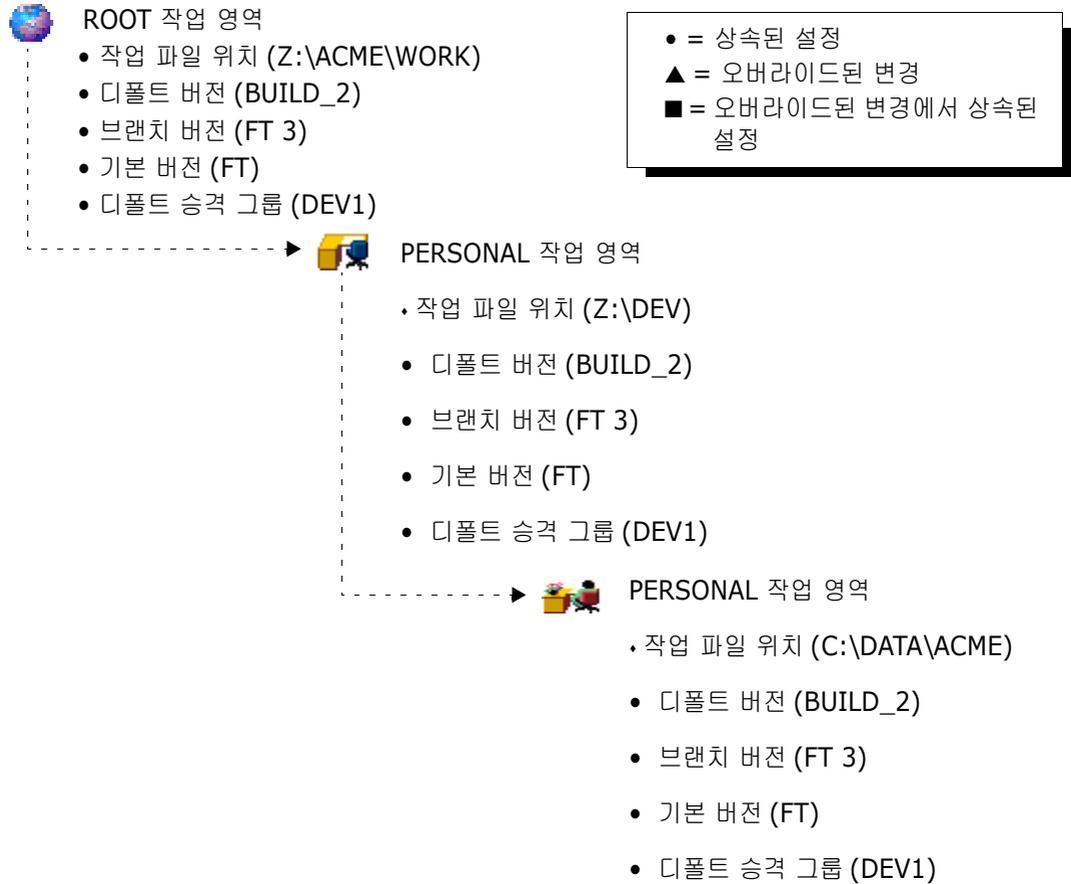 ROOT 작업 영역
• 작업 파일 위치 (Z:\ACME\WORK)
• 디폴트 버전 (BUILD_2)
• 브랜치 버전 (FT 3)
• 기본 버전 (FT)
• 디폴트 승격 그룹 (DEV1)
• = 상속된 설정
▲ = 오버라이드된 변경
■ = 오버라이드된 변경에서 상속된
설정
PERSONAL 작업 영역
⬩ 작업 파일 위치 (Z:\DEV)
• 디폴트 버전 (BUILD_2)
• 브랜치 버전 (FT 3)
• 기본 버전 (FT)
• 디폴트 승격 그룹 (DEV1)
PERSONAL 작업 영역
⬩ 작업 파일 위치 (C:\DATA\ACME)
• 디폴트 버전 (BUILD_2)
• 브랜치 버전 (FT 3)
• 기본 버전 (FT)
• 디폴트 승격 그룹 (DEV1)